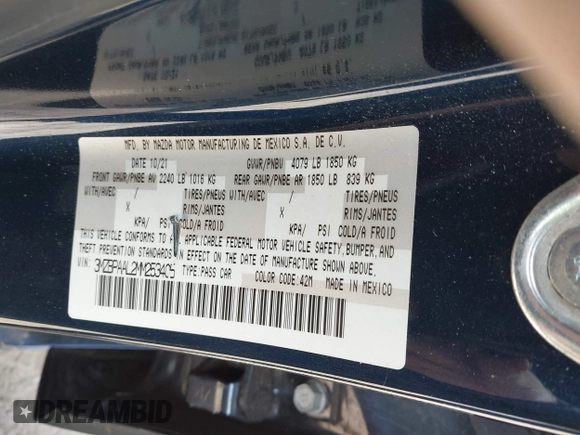 MFD. BY MAZDA MOTOR MANUFACTURING DE MEXICO S.A. DE C.V.
DATE 10/21 GVWR/PNBV 4079 LB 1850 KG
FRONT GAWR/PNBE AV 2240 LB 1016 KG REAR GAWR/PNBE AR 1850 LB 839 KG
WITH/AVEC TIRES/PNEUS WITH/AVEC TIRES/PNEUS
X RIMS/JANTES X RIMS/JANTES
KPA/ PSI COLD/A FROID KPA/ PSI COLD/A FROID
THIS VEHICLE CONFORMS TO APPLICABLE FEDERAL MOTOR VEHICLE SAFETY, BUMPER, AND
THEFT PREVENTION STANDARDS IN EFFECT ON THE DATE OF MANUFACTURE SHOWN ABOVE.
VIN: 3MZBPAAL2MM253405 TYPE:PASS CAR COLOR CODE:42M MADE IN MEXICO
DREAMBID